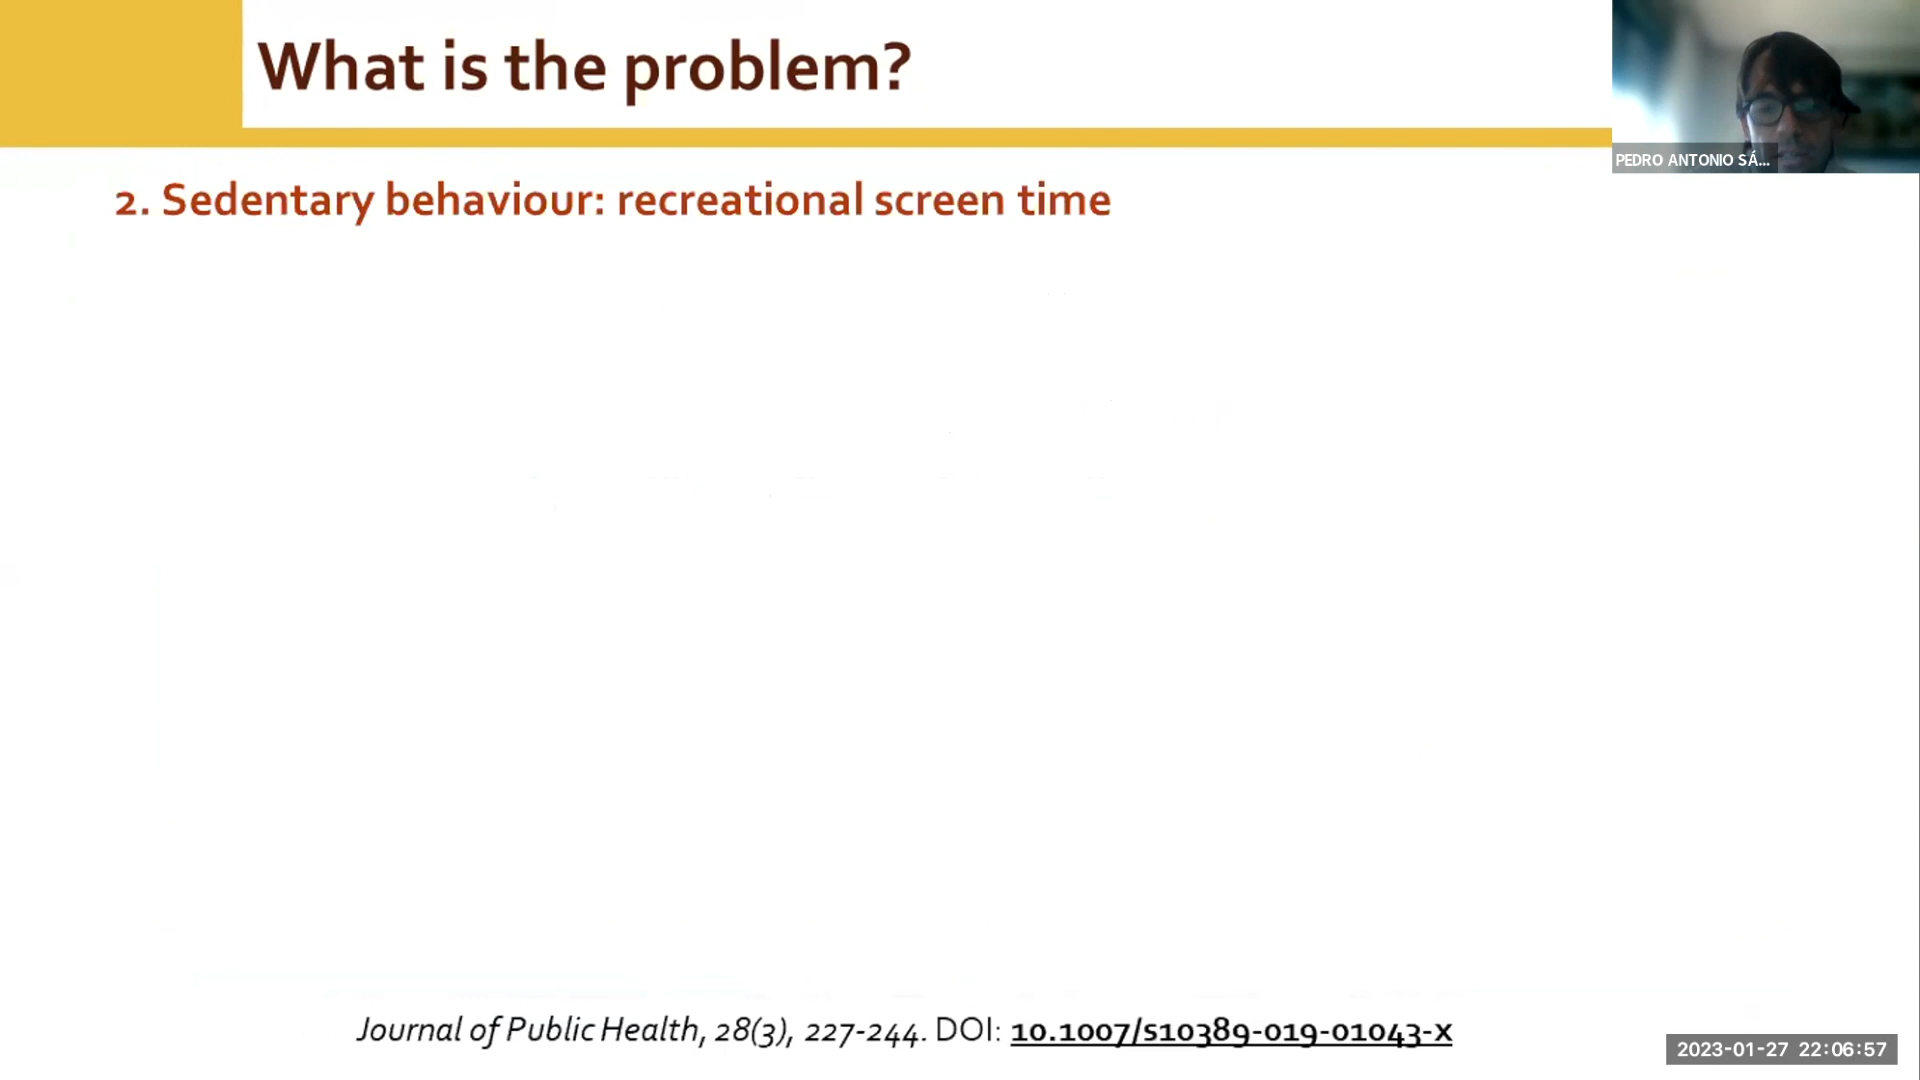 What is the problem?
PEDRO ANTONIO SÁ...
2. Sedentary behaviour: recreational screen time
Journal of Public Health, 28(3), 227-244. DOI: 10.1007/s10389-019-01043-x
2023-01-27 22:06:57